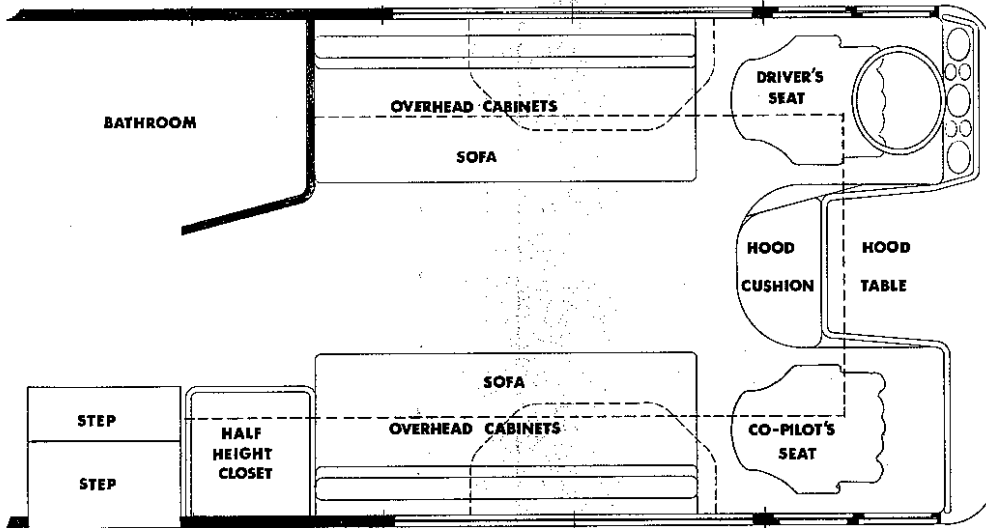 BATHROOM
OVERHEAD CABINETS
SOFA
DRIVER'S
SEAT
HOOD
CUSHION
HOOD
TABLE
STEP
STEP
HALF
HEIGHT
CLOSET
SOFA
OVERHEAD CABINETS
CO-PILOT'S
SEAT